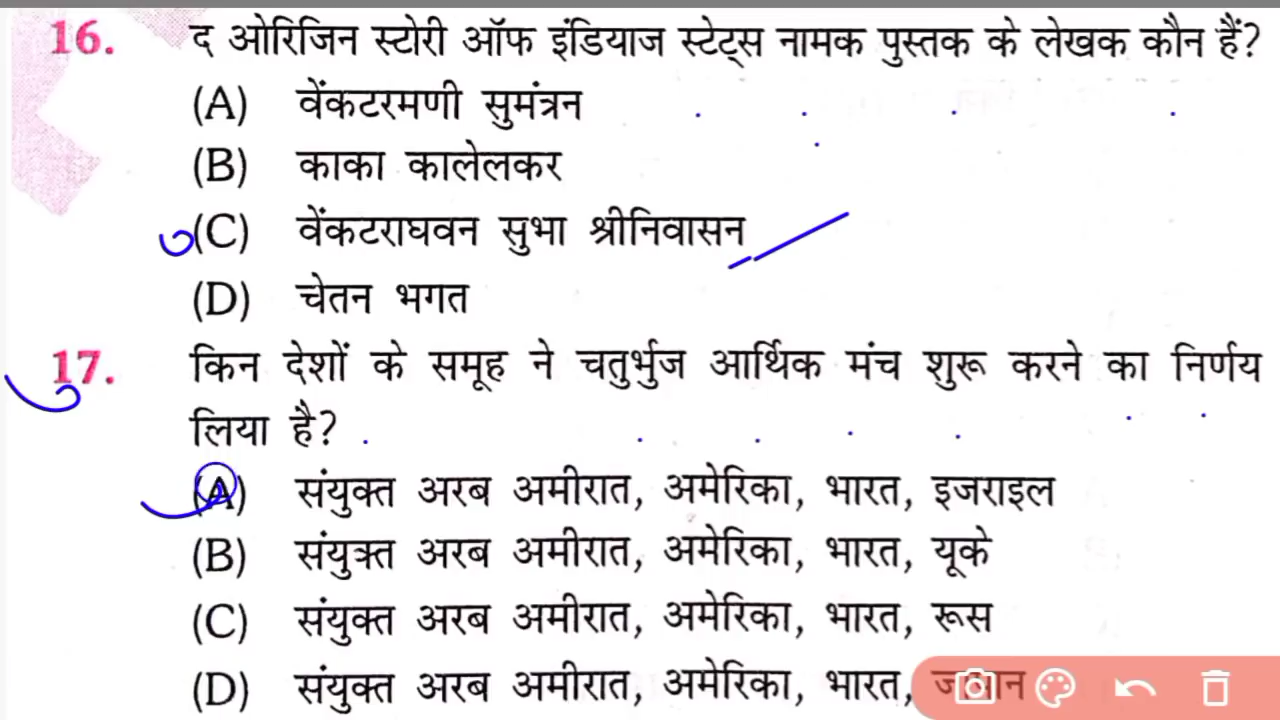 16. द ओरिजिन स्टोरी ऑफ इंडियाज स्टेट्स नामक पुस्तक के लेखक कौन हैं?
(A) वेंकटरमणी सुमंत्रन
(B) काका कालेलकर
(C) वेंकटराघवन सुभा श्रीनिवासन
(D) चेतन भगत
17. किन देशों के समूह ने चतुर्भुज आर्थिक मंच शुरू करने का निर्णय
लिया है?
(A) संयुक्त अरब अमीरात, अमेरिका, भारत, इजराइल
(B) संयुक्त अरब अमीरात, अमेरिका, भारत, यूके
(C) संयुक्त अरब अमीरात, अमेरिका, भारत, रूस
(D) संयुक्त अरब अमीरात, अमेरिका, भारत,